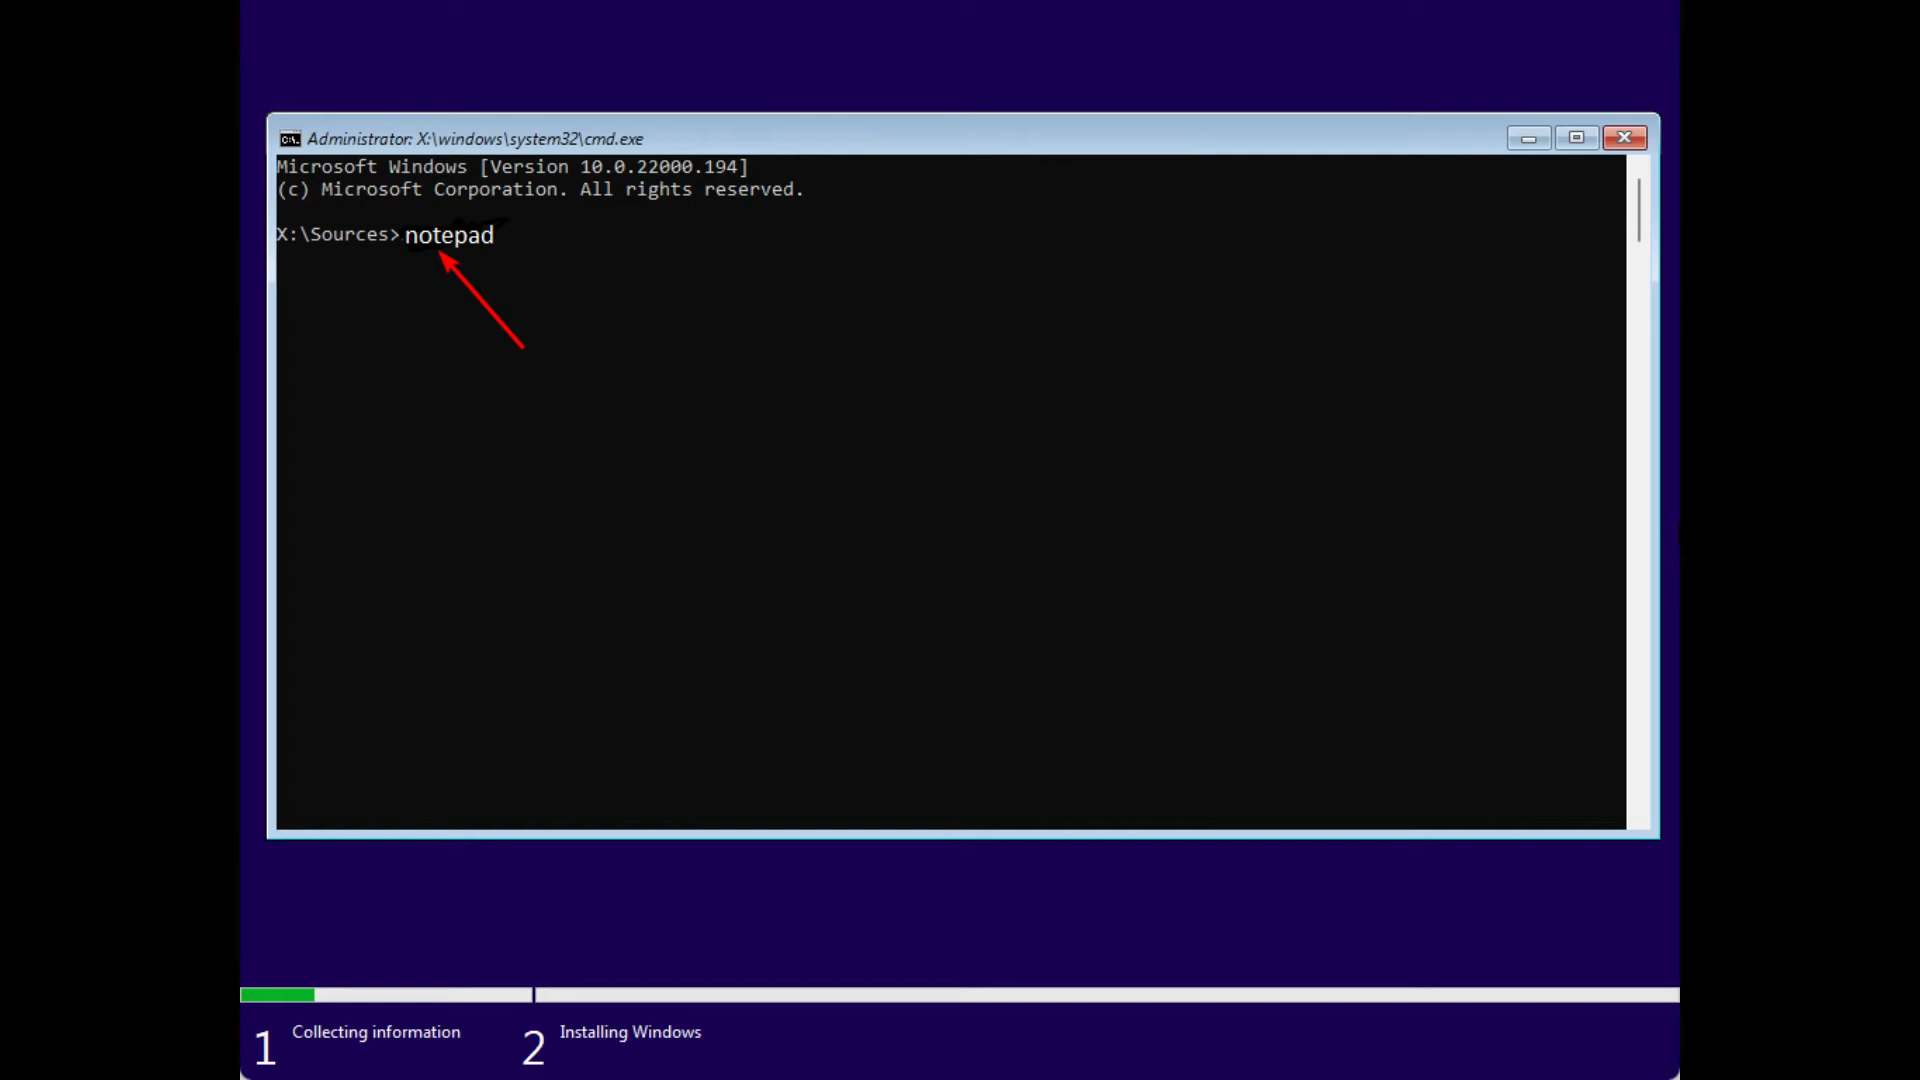 Administrator: X:\windows\system32\cmd.exe
Microsoft Windows [Version 10.0.22000.194]
(c) Microsoft Corporation. All rights reserved.
X:\Sources> notepad
1 Collecting information
2 Installing Windows